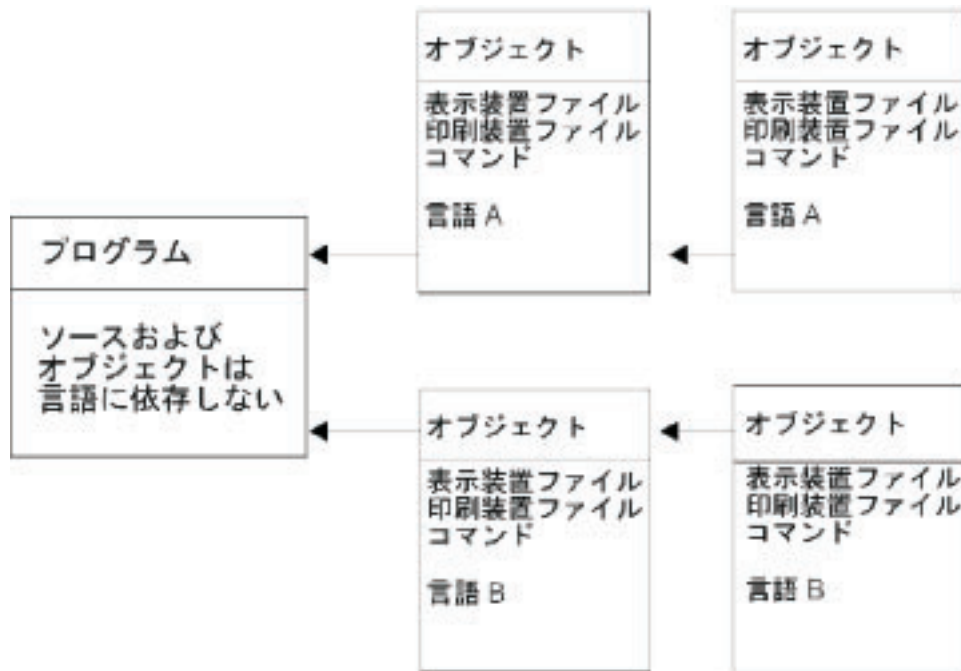 オブジェクト
表示装置ファイル
印刷装置ファイル
コマンド
言語 A
オブジェクト
表示装置ファイル
印刷装置ファイル
コマンド
言語 A
プログラム
ソースおよび
オブジェクトは
言語に依存しない
オブジェクト
表示装置ファイル
印刷装置ファイル
コマンド
言語 B
オブジェクト
表示装置ファイル
印刷装置ファイル
コマンド
言語 B